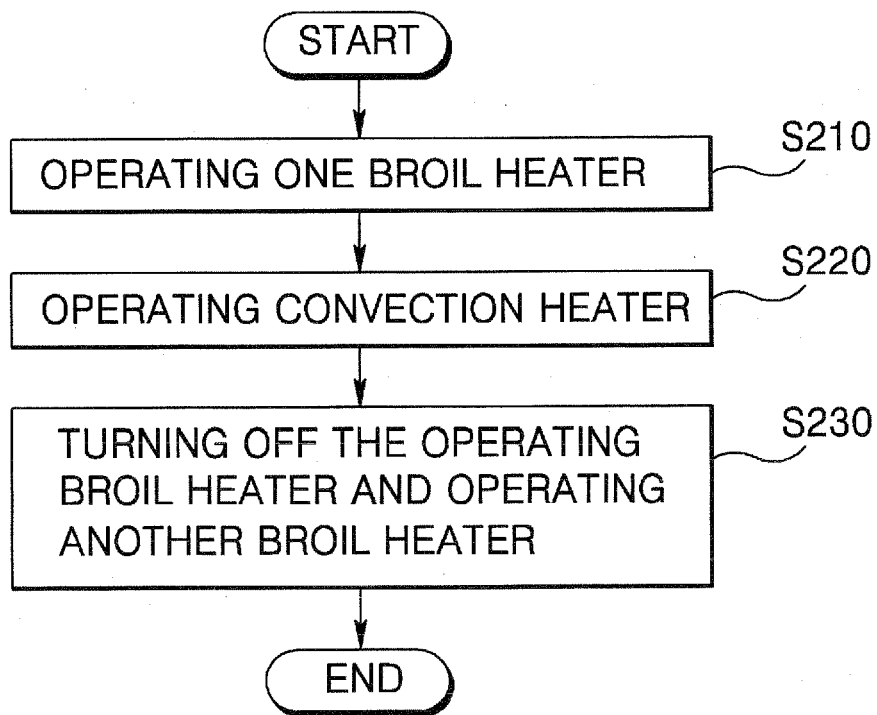 START
OPERATING ONE BROIL HEATER
S210
OPERATING CONVECTION HEATER
S220
TURNING OFF THE OPERATING
BROIL HEATER AND OPERATING
ANOTHER BROIL HEATER
S230
END